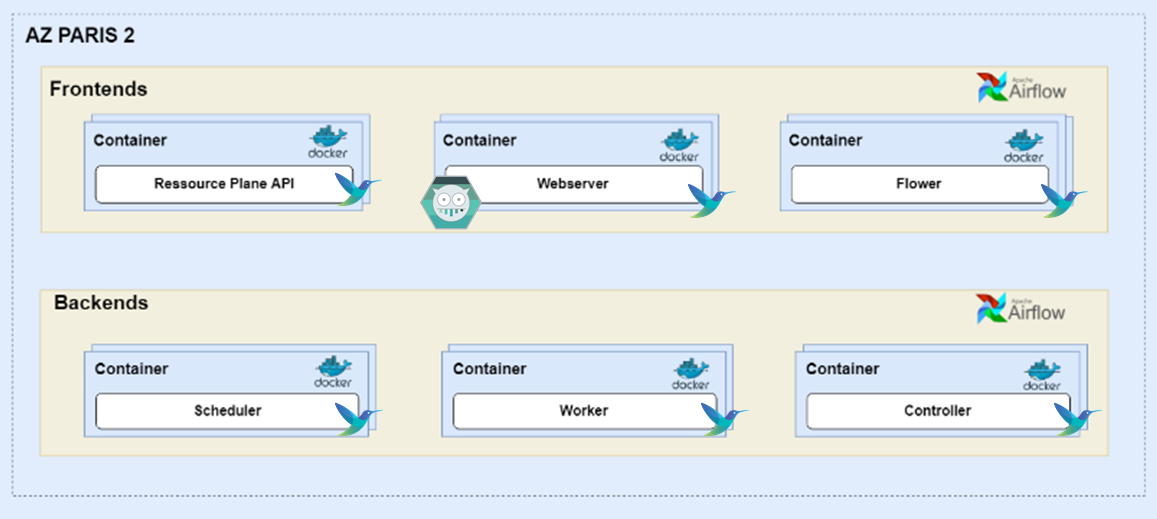 AZ PARIS 2
Frontends
Apache
Airflow
Container
docker
Ressource Plane API
Container
docker
Webserver
Container
docker
Flower
Backends
Apache
Airflow
Container
docker
Scheduler
Container
docker
Worker
Container
docker
Controller